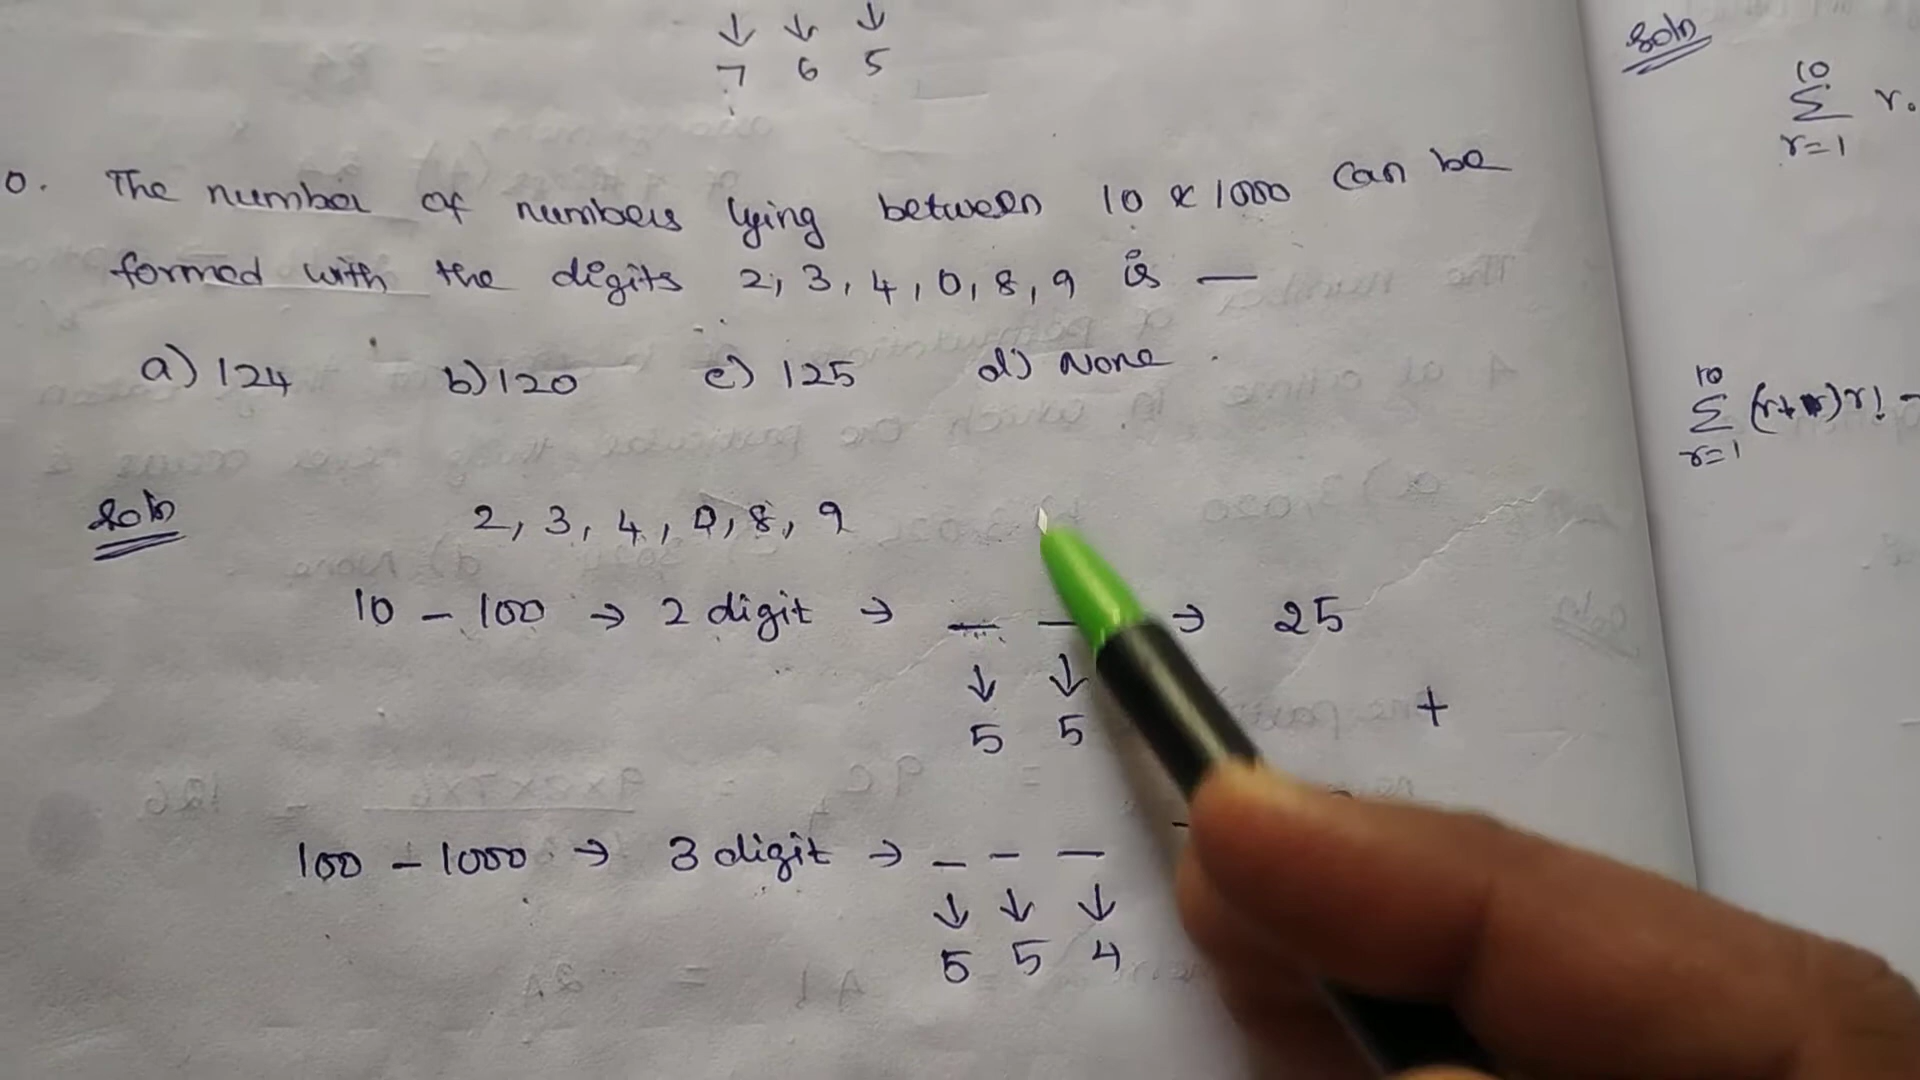 ↓ ↓ ↓
7 6 5
0. The number of numbers lying between 10 & 1000 can be
formed with the digits 2, 3, 4, 0, 8, 9 is —
a) 124 b) 120 c) 125 d) None.
Soln
2, 3, 4, 0, 8, 9
10 - 100 → 2 digit → _ _ → 25
↓ ↓
5 5
+
100 - 1000 → 3 digit → _ _ _
↓ ↓ ↓
5 5 4
Soln
10
Σ r.
r=1
10
Σ r! -
r=1